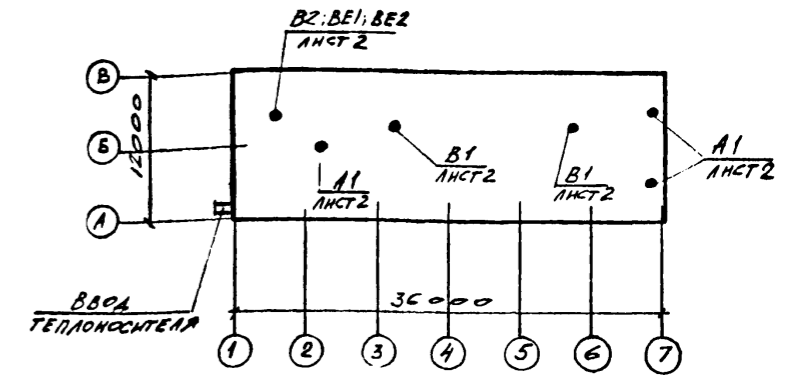 В2; ВЕ1; ВЕ2
ЛИСТ 2
В
Б
А
12000
А1
ЛИСТ 2
В1
ЛИСТ 2
В1
ЛИСТ 2
А1
ЛИСТ 2
ВВОД
ТЕПЛОНОСИТЕЛЯ
36000
1 2 3 4 5 6 7